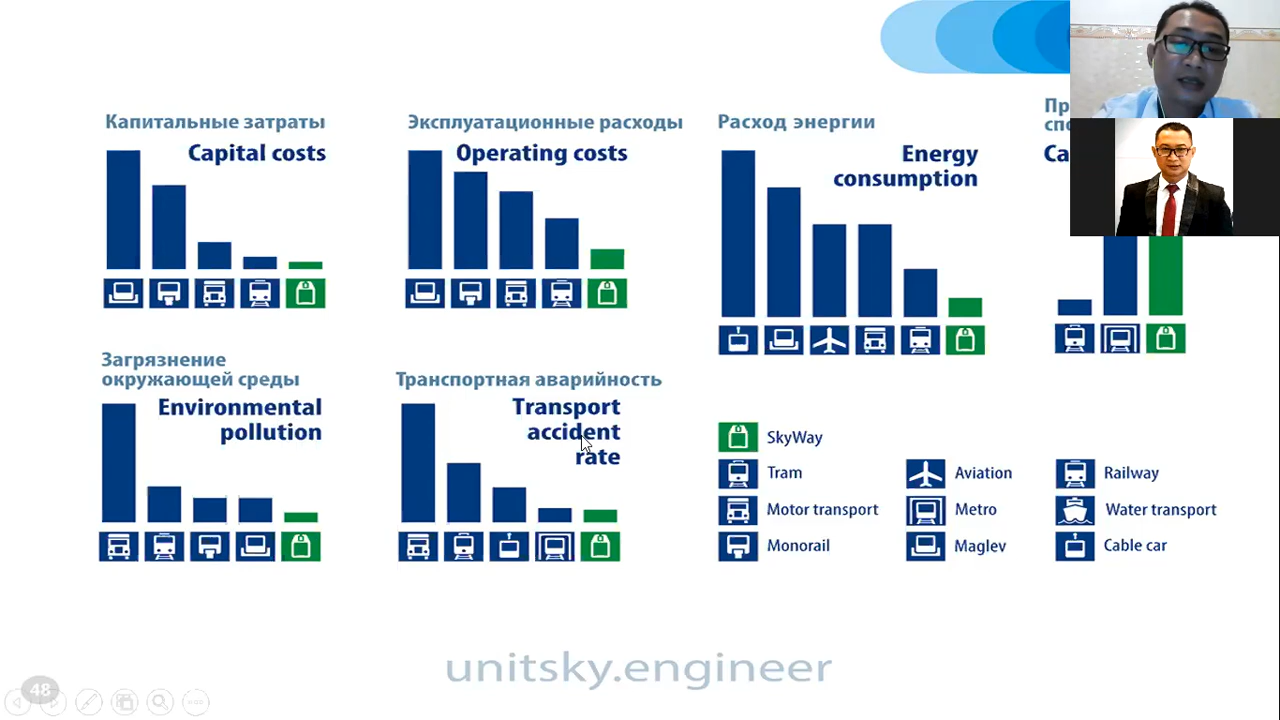 Капитальные затраты
Capital costs
Эксплуатационные расходы
Operating costs
Расход энергии
Energy
consumption
Загрязнение
окружающей среды
Environmental
pollution
Транспортная аварийность
Transport
accident
rate
SkyWay
Tram
Motor transport
Monorail
Aviation
Metro
Maglev
Railway
Water transport
Cable car
unitsky.engineer
48